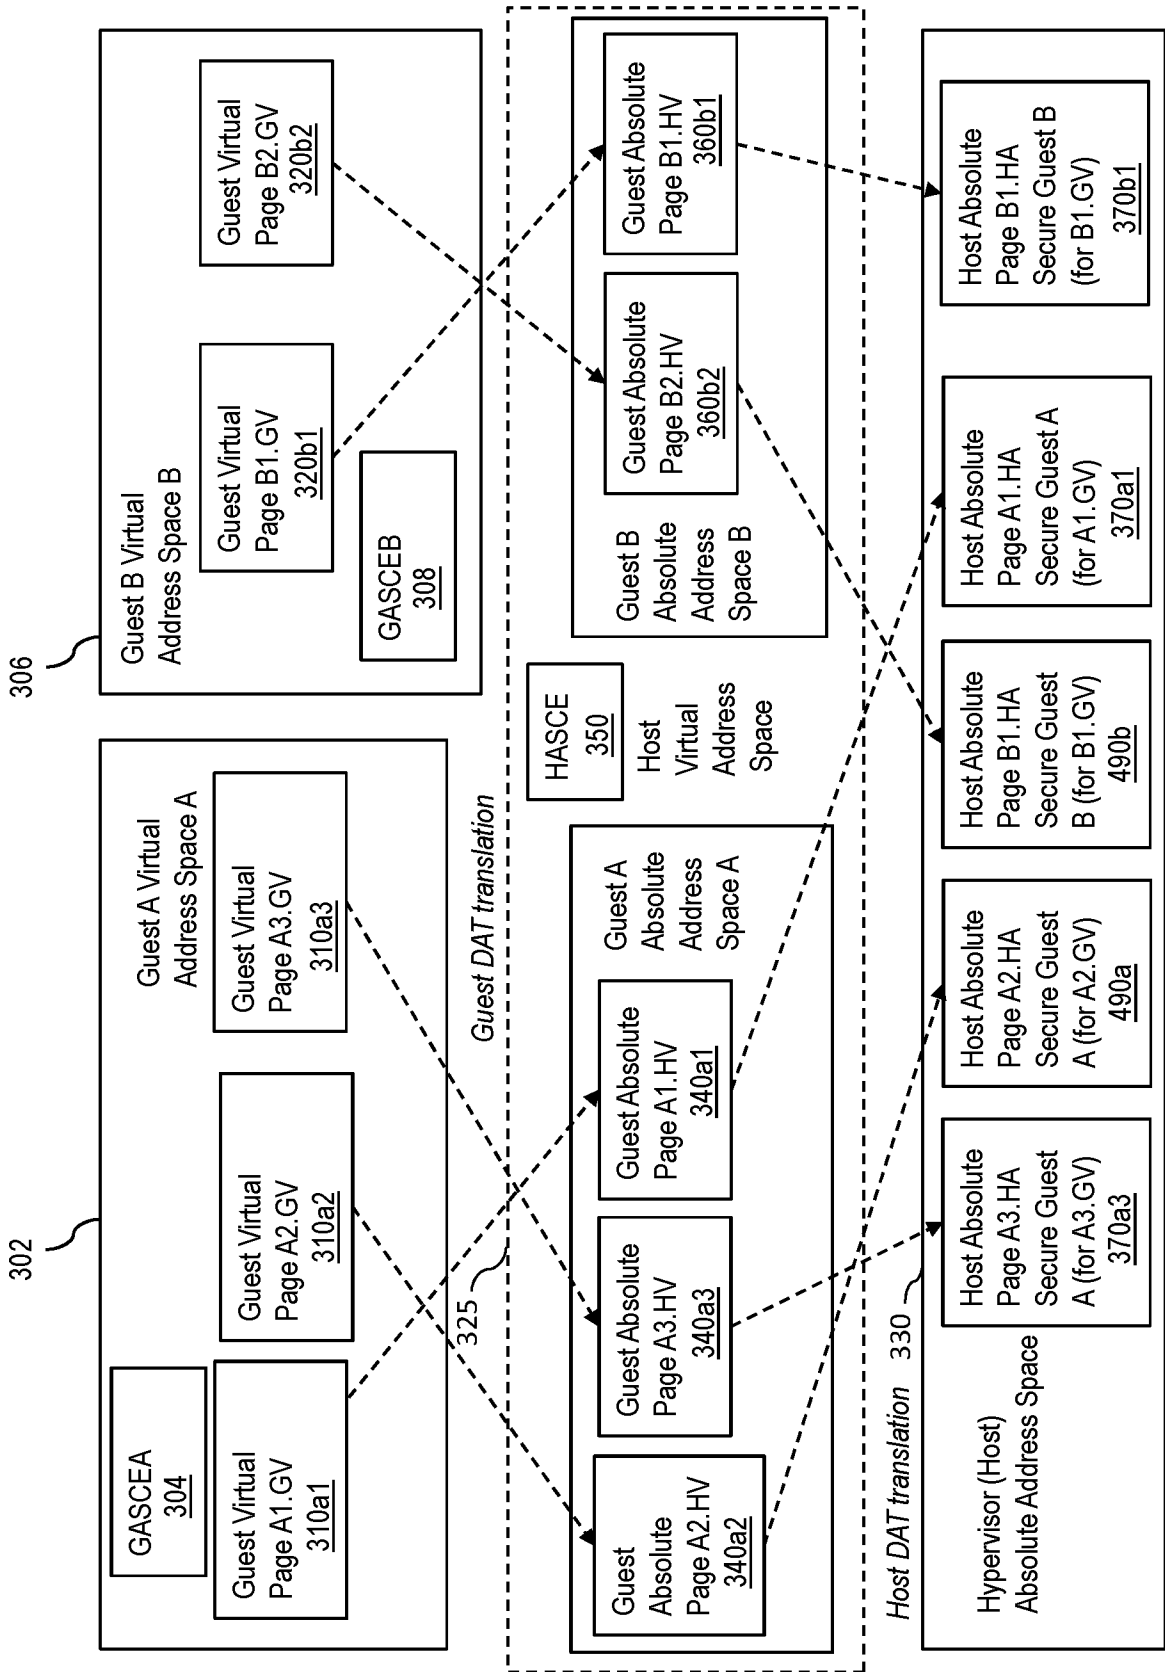 302
GASCEA
304
Guest Virtual
Page A1.GV
310a1
Guest Virtual
Page A2.GV
310a2
Guest A Virtual
Address Space A
Guest Virtual
Page A3.GV
310a3
306
Guest B Virtual
Address Space B
Guest Virtual
Page B1.GV
320b1
GASCEB
308
Guest Virtual
Page B2.GV
320b2
325
Guest DAT translation
Guest
Absolute
Page A2.HV
340a2
Guest Absolute
Page A3.HV
340a3
Guest Absolute
Page A1.HV
340a1
Guest A
Absolute
Address
Space A
HASCE
350
Host
Virtual
Address
Space
Guest B
Absolute
Address
Space B
Guest Absolute
Page B2.HV
360b2
Guest Absolute
Page B1.HV
360b1
Host DAT translation
330
Hypervisor (Host)
Absolute Address Space
Host Absolute
Page A3.HA
Secure Guest
A (for A3.GV)
370a3
Host Absolute
Page A2.HA
Secure Guest
A (for A2.GV)
490a
Host Absolute
Page B1.HA
Secure Guest
B (for B1.GV)
490b
Host Absolute
Page A1.HA
Secure Guest A
(for A1.GV)
370a1
Host Absolute
Page B1.HA
Secure Guest B
(for B1.GV)
370b1